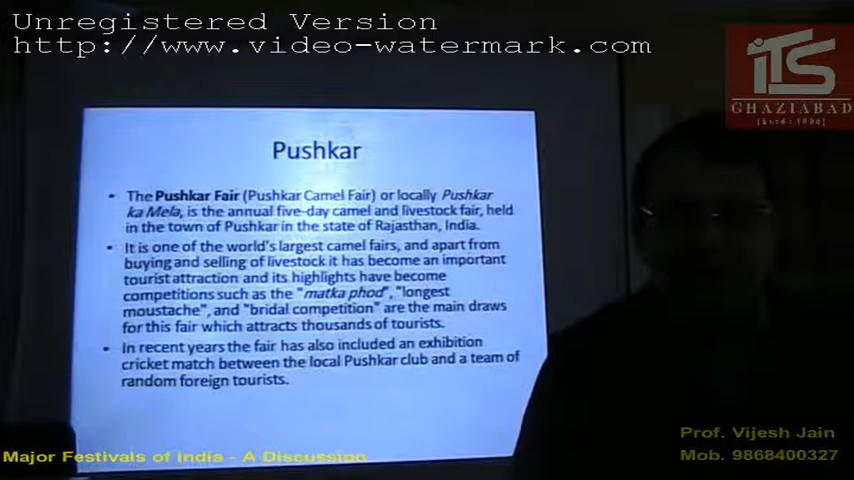 Unregistered Version
http://www.video-watermark.com
iTS
GHAZIABAD
[Estd : 1995]
Pushkar
• The Pushkar Fair (Pushkar Camel Fair) or locally Pushkar
ka Mela, is the annual five-day camel and livestock fair, held
in the town of Pushkar in the state of Rajasthan, India.
• It is one of the world's largest camel fairs, and apart from
buying and selling of livestock it has become an important
tourist attraction and its highlights have become
competitions such as the "matka phod", "longest
moustache", and "bridal competition" are the main draws
for this fair which attracts thousands of tourists.
• In recent years the fair has also included an exhibition
cricket match between the local Pushkar club and a team of
random foreign tourists.
Prof. Vijesh Jain
Major Festivals of India - A Discussion
Mob. 9868400327